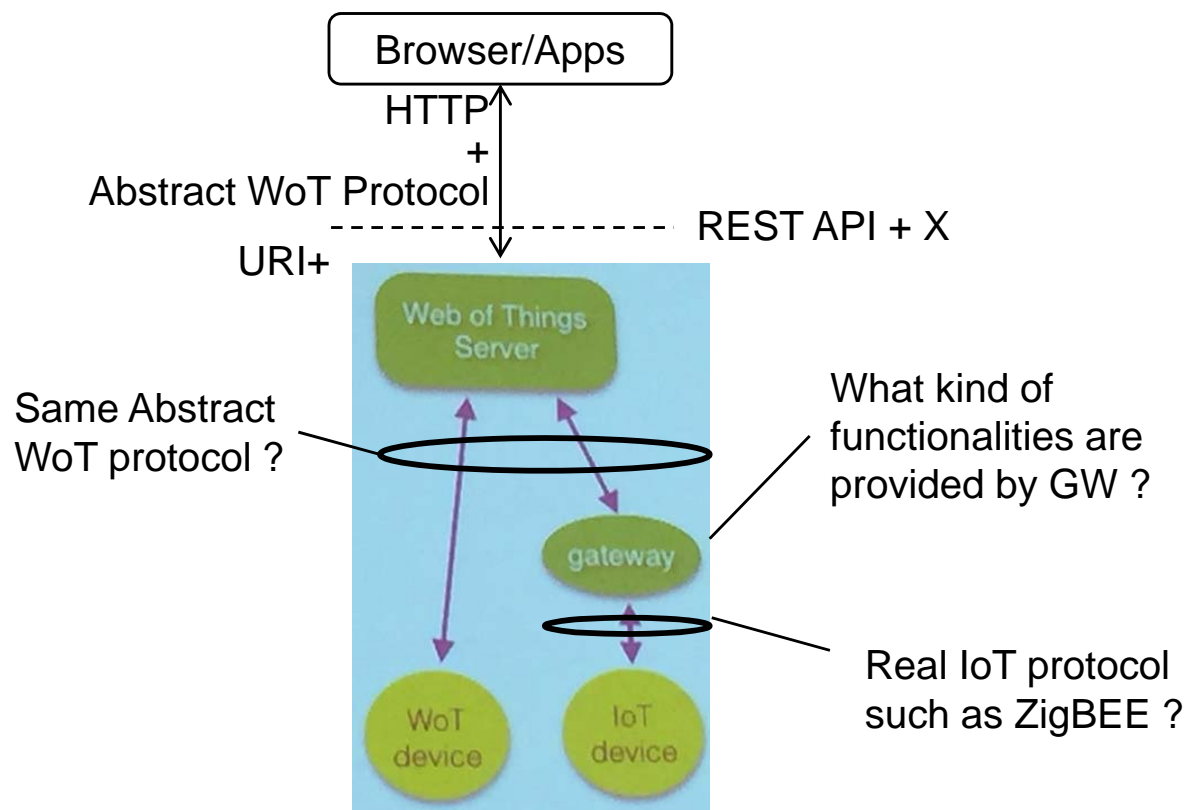 Browser/Apps
HTTP
+
Abstract WoT Protocol
REST API + X
URI+
Web of Things
Server
Same Abstract
WoT protocol ?
What kind of
functionalities are
provided by GW ?
gateway
Real IoT protocol
such as ZigBEE ?
WoT
device
IoT
device